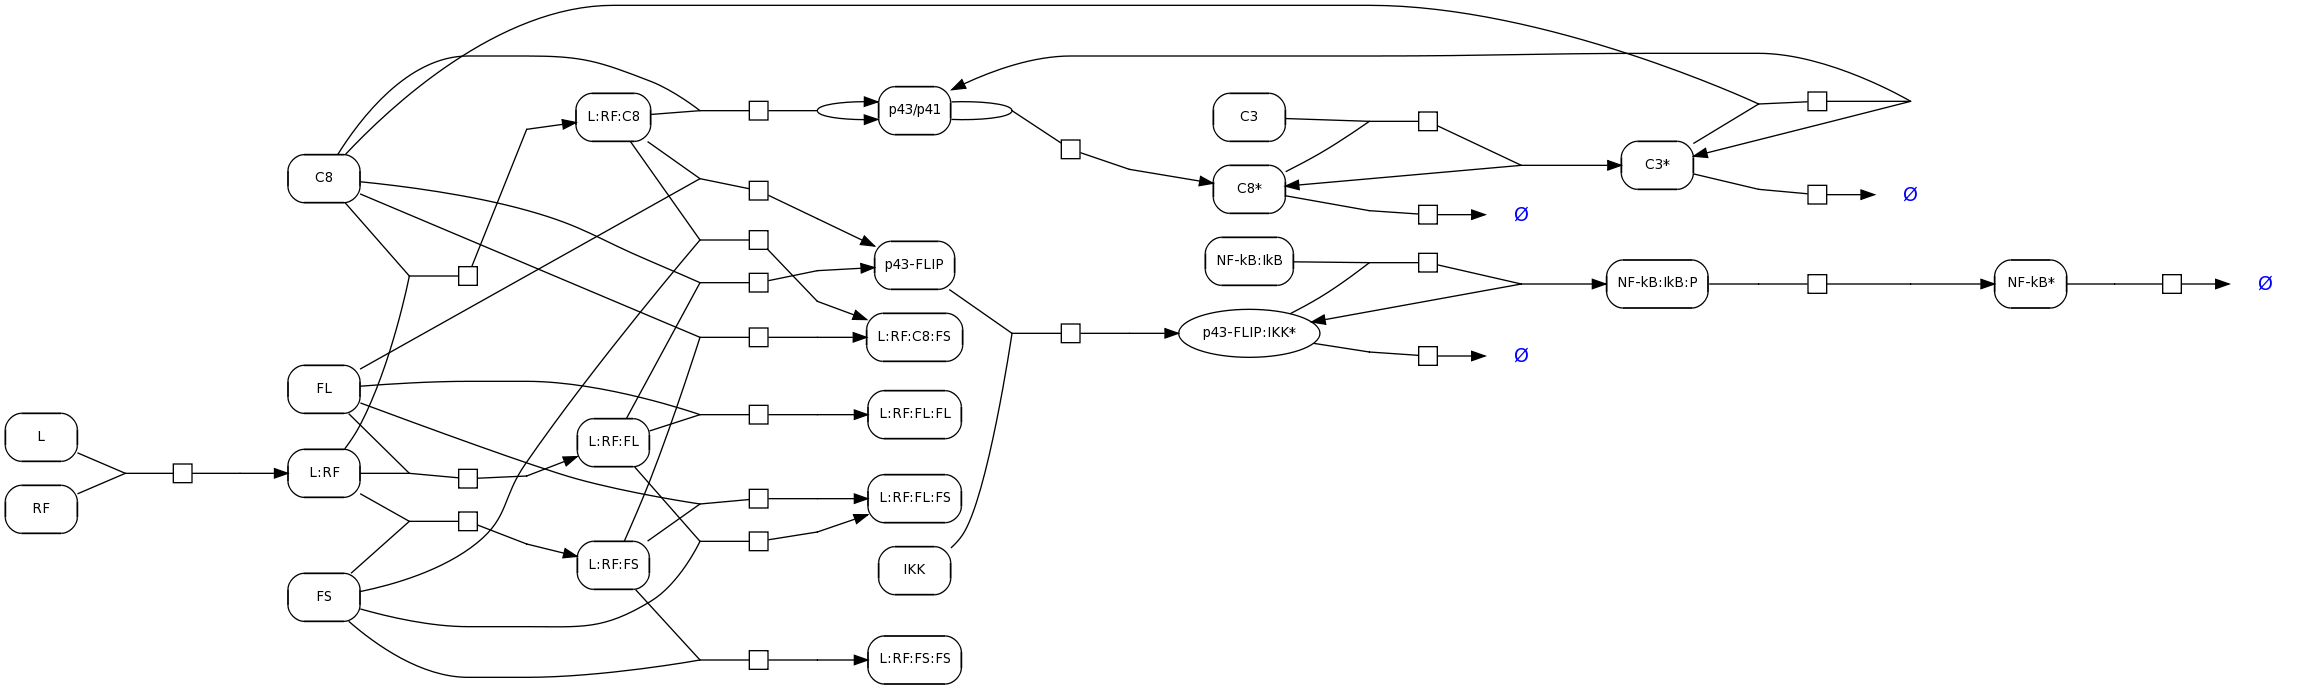 L
RF
C8
FL
L:RF
FS
L:RF:C8
L:RF:FL
L:RF:FS
p43/p41
p43-FLIP
L:RF:C8:FS
L:RF:FL:FL
L:RF:FL:FS
IKK
L:RF:FS:FS
C3
C8*
NF-kB:IkB
p43-FLIP:IKK*
Ø
Ø
C3*
NF-kB:IkB:P
Ø
NF-kB*
Ø